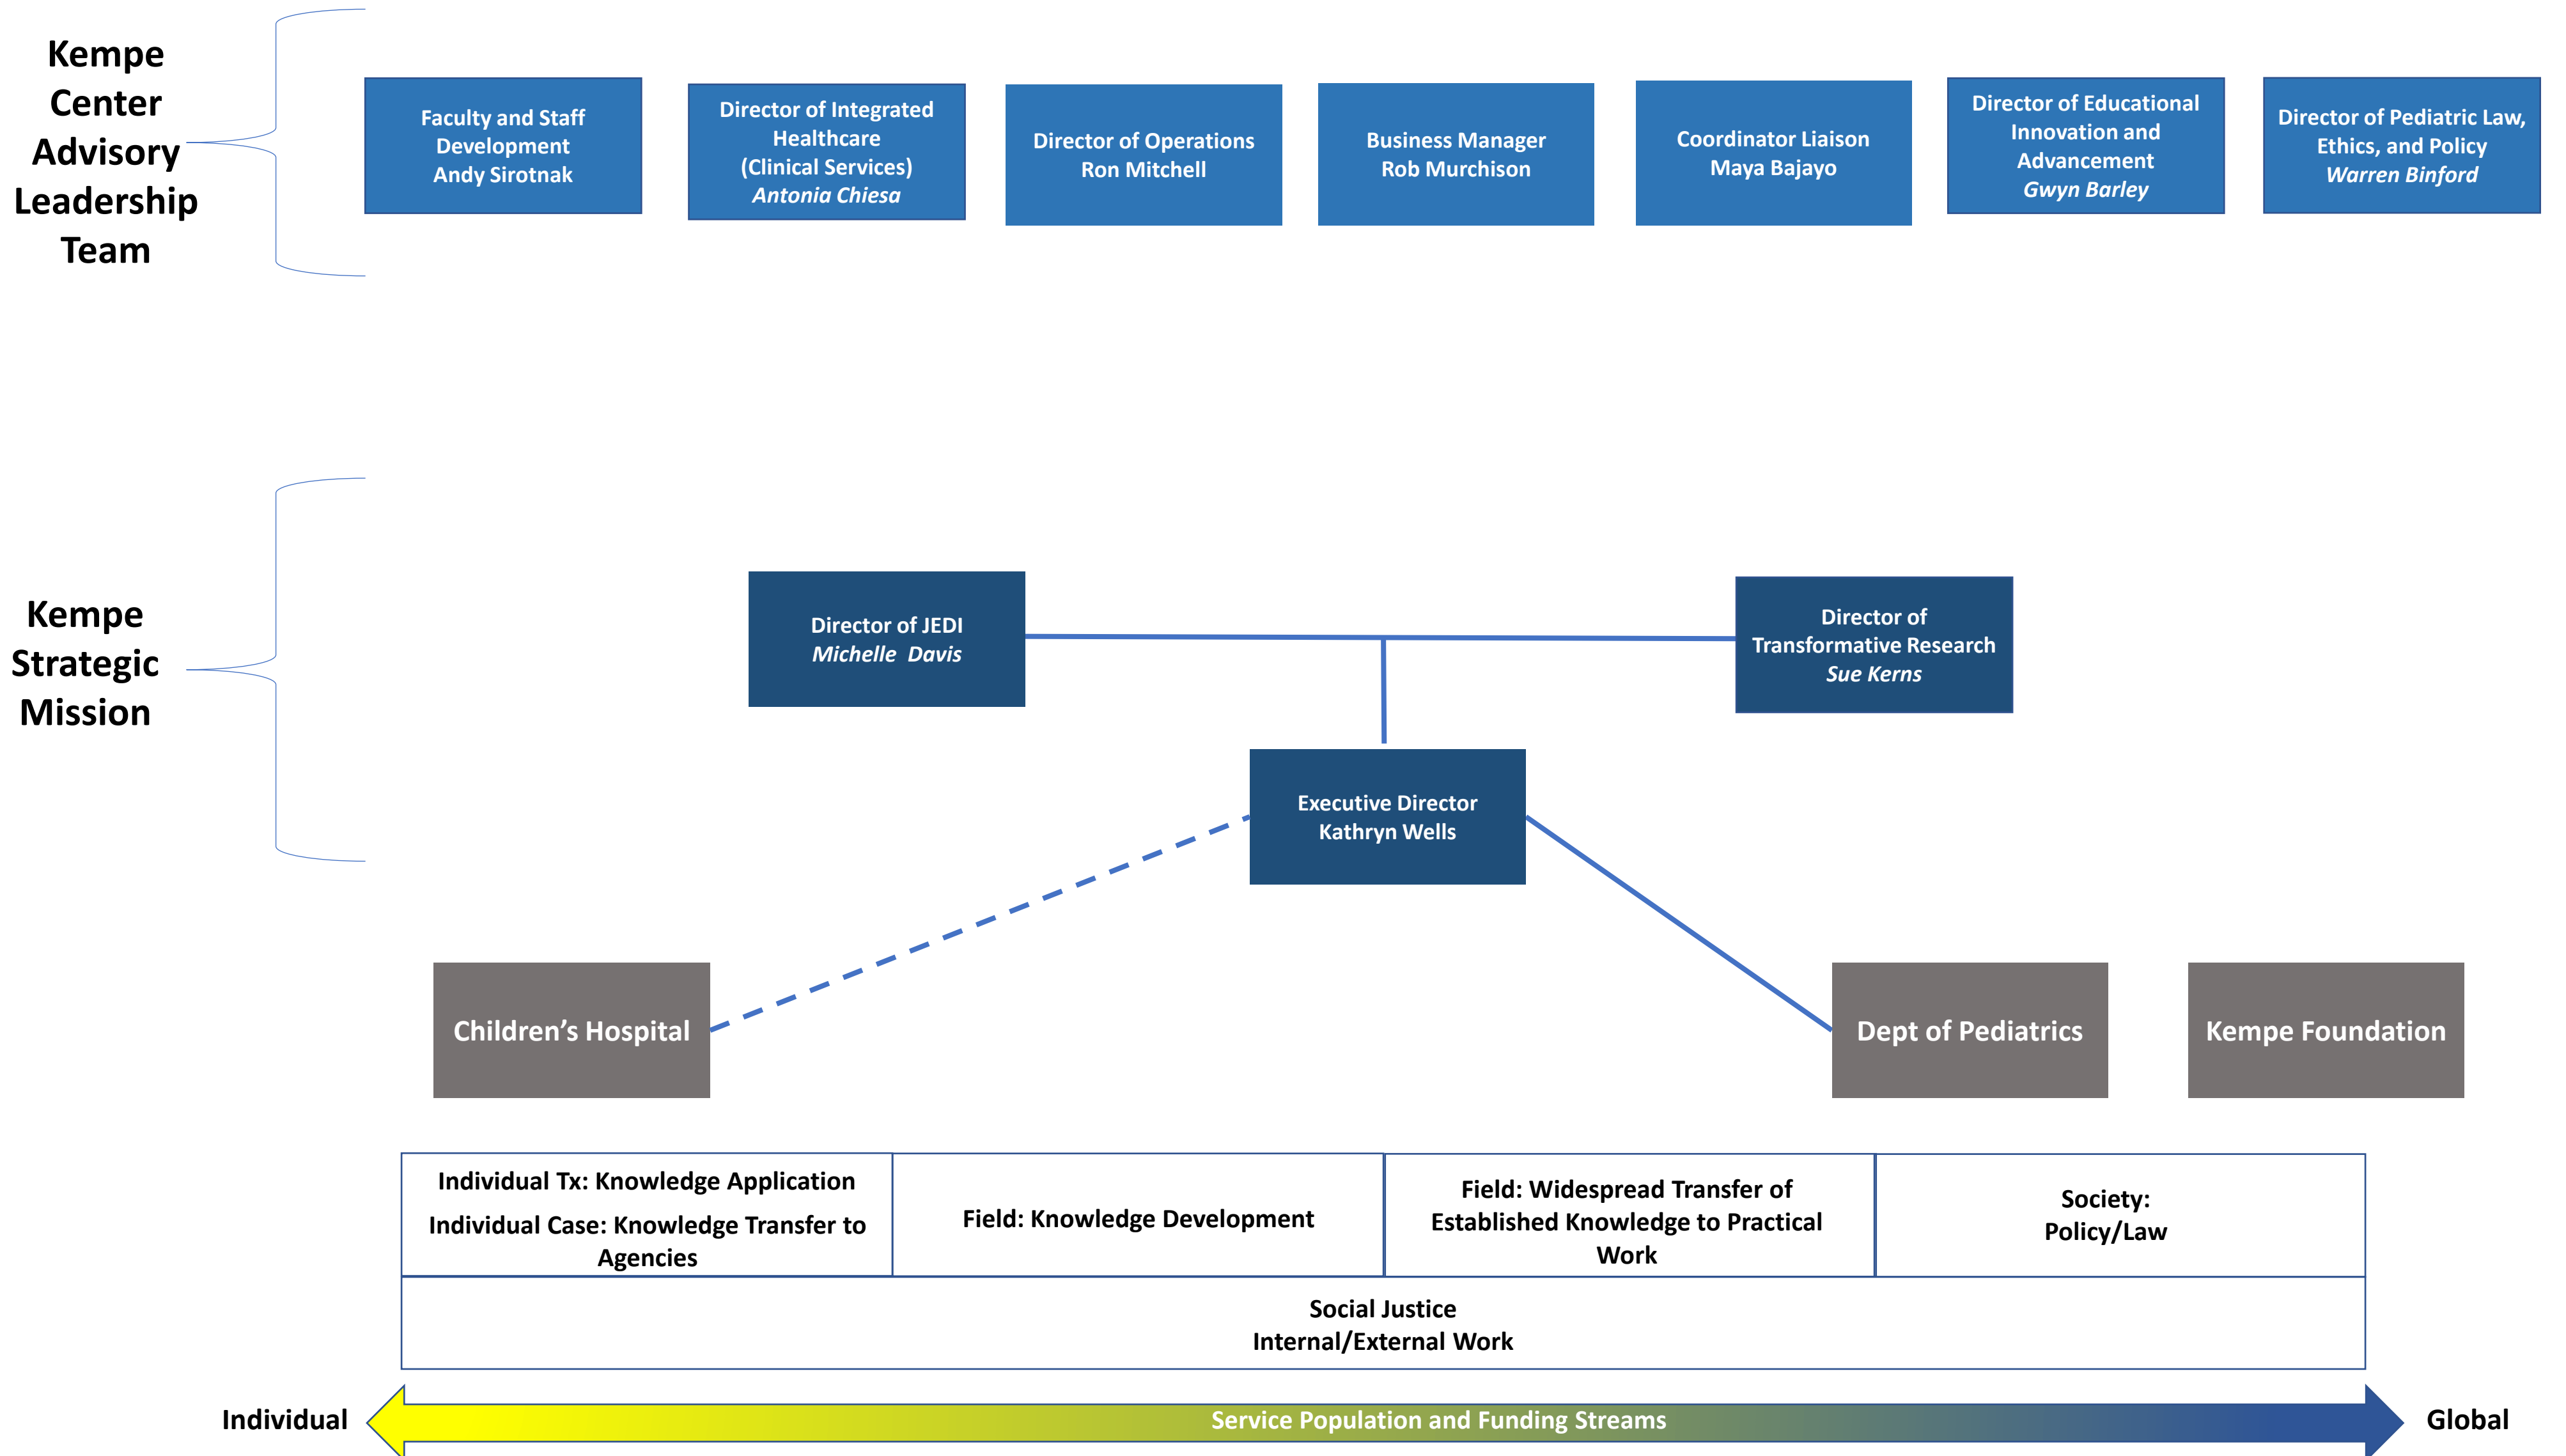 Kempe
Center
Advisory
Leadership
Team
Faculty and Staff
Development
Andy Sirotnak
Director of Integrated
Healthcare
(Clinical Services)
Antonia Chiesa
Director of Operations
Ron Mitchell
Business Manager
Rob Murchison
Coordinator Liaison
Maya Bajayo
Director of Educational
Innovation and
Advancement
Gwyn Barley
Director of Pediatric Law,
Ethics, and Policy
Warren Binford
Kempe
Strategic
Mission
Director of JEDI
Michelle  Davis
Director of
Transformative Research
Sue Kerns
Executive Director
Kathryn Wells
Children’s Hospital
Dept of Pediatrics
Kempe Foundation
Individual Tx: Knowledge Application
Individual Case: Knowledge Transfer to
Agencies
Field: Knowledge Development
Field: Widespread Transfer of
Established Knowledge to Practical
Work
Society:
Policy/Law
Social Justice
Internal/External Work
Individual
Service Population and Funding Streams
Global